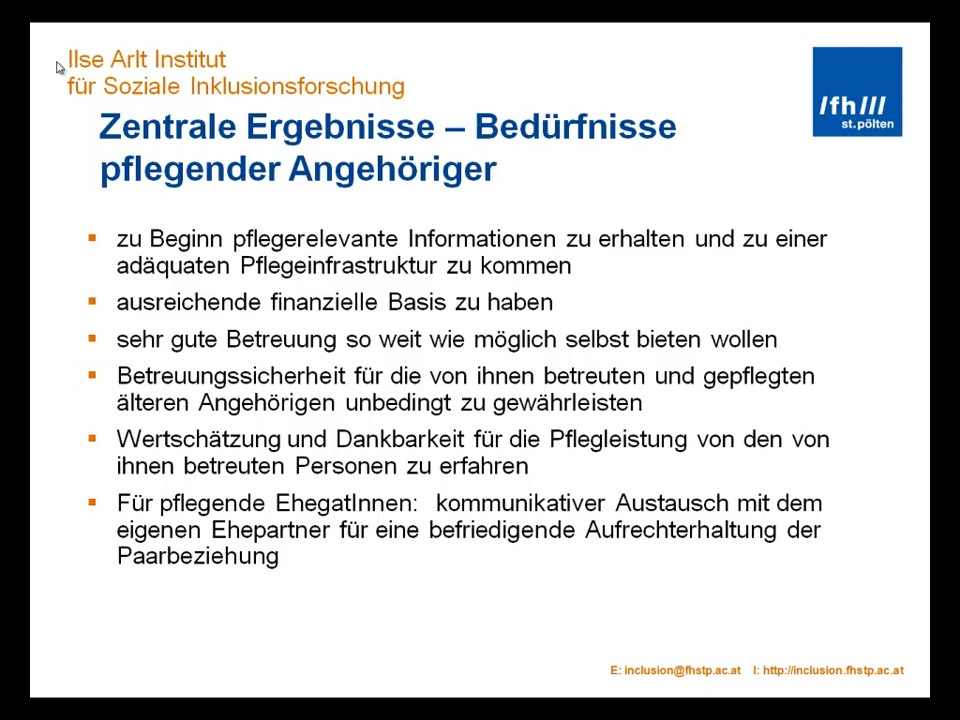 Ilse Arlt Institut
für Soziale Inklusionsforschung
/fh///
st.pölten
Zentrale Ergebnisse – Bedürfnisse
pflegender Angehöriger
▪ zu Beginn pflegerelevante Informationen zu erhalten und zu einer
adäquaten Pflegeinfrastruktur zu kommen
▪ ausreichende finanzielle Basis zu haben
▪ sehr gute Betreuung so weit wie möglich selbst bieten wollen
▪ Betreuungssicherheit für die von ihnen betreuten und gepflegten
älteren Angehörigen unbedingt zu gewährleisten
▪ Wertschätzung und Dankbarkeit für die Pflegleistung von den von
ihnen betreuten Personen zu erfahren
▪ Für pflegende EhegatInnen: kommunikativer Austausch mit dem
eigenen Ehepartner für eine befriedigende Aufrechterhaltung der
Paarbeziehung
E: inclusion@fhstp.ac.at I: http://inclusion.fhstp.ac.at